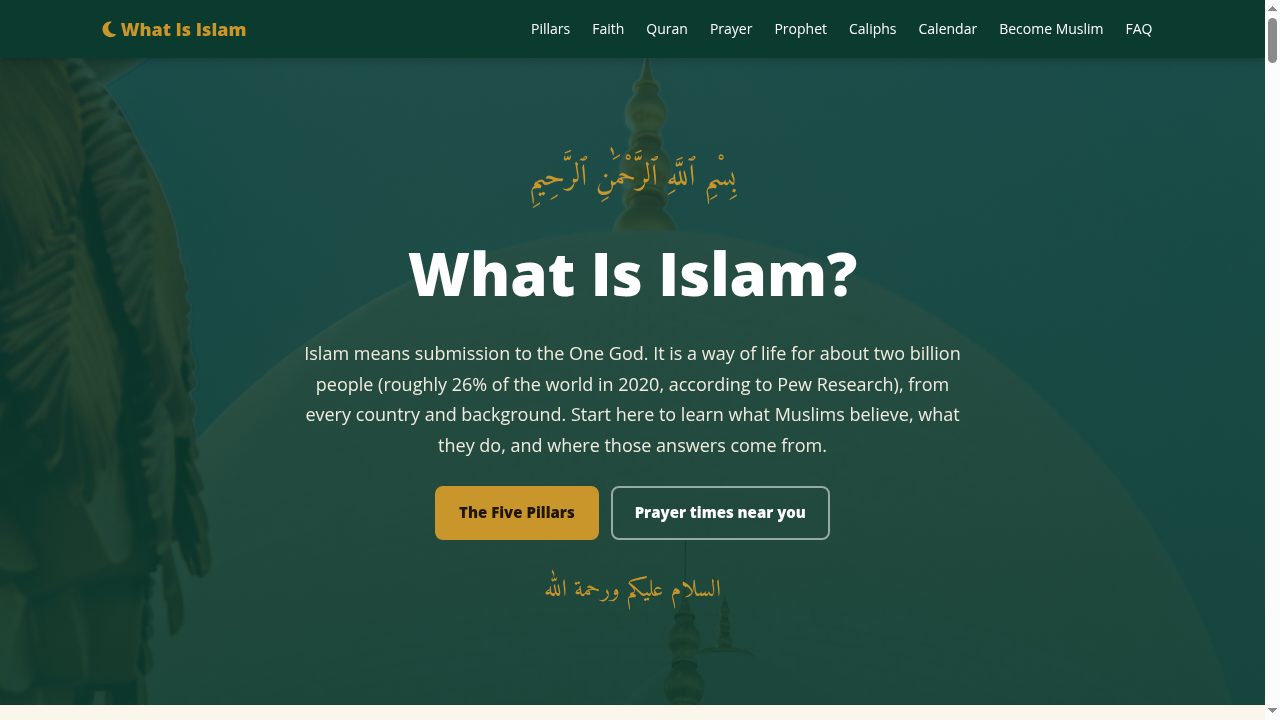 What Is Islam
Pillars Faith Quran Prayer Prophet Caliphs Calendar Become Muslim FAQ
بِسْمِ ٱللَّهِ ٱلرَّحْمَٰنِ ٱلرَّحِيمِ
What Is Islam?
Islam means submission to the One God. It is a way of life for about two billion
people (roughly 26% of the world in 2020, according to Pew Research), from
every country and background. Start here to learn what Muslims believe, what
they do, and where those answers come from.
The Five Pillars
Prayer times near you
السلام عليكم ورحمة الله